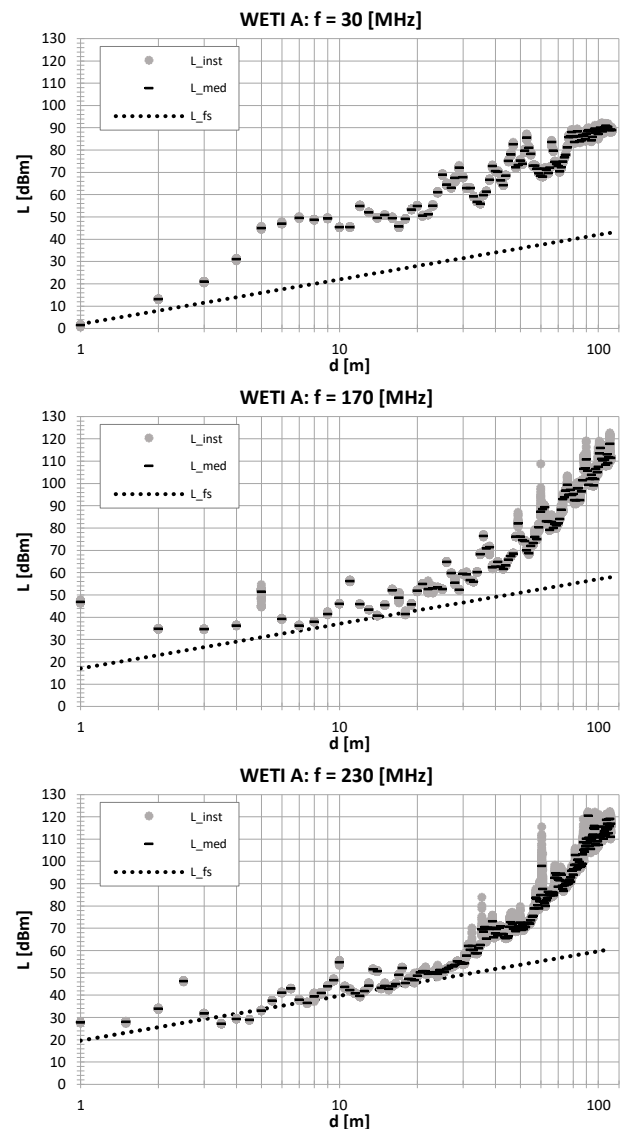 WETI A: f = 30 [MHz]
130
120
110
100
90
80
70
60
50
40
30
20
10
0
L [dBm]
L_inst
L_med
L_fs
1
10
100
d [m]
WETI A: f = 170 [MHz]
130
120
110
100
90
80
70
60
50
40
30
20
10
0
L [dBm]
L_inst
L_med
L_fs
1
10
100
d [m]
WETI A: f = 230 [MHz]
130
120
110
100
90
80
70
60
50
40
30
20
10
0
L [dBm]
L_inst
L_med
L_fs
1
10
100
d [m]